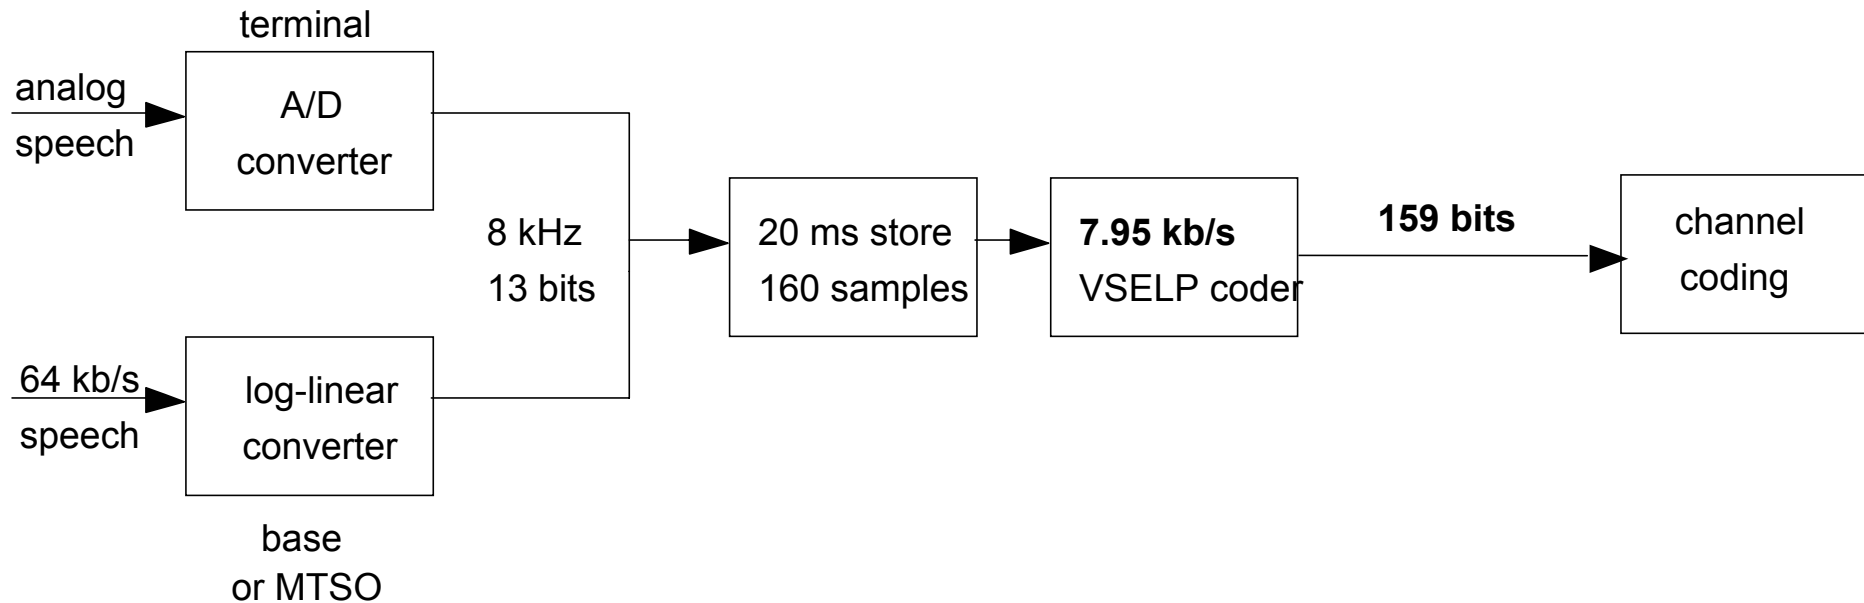 terminal
analog
speech
A/D
converter
8 kHz
13 bits
64 kb/s
speech
log-linear
converter
base
or MTSO
20 ms store
160 samples
7.95 kb/s
VSELP coder
159 bits
channel
coding